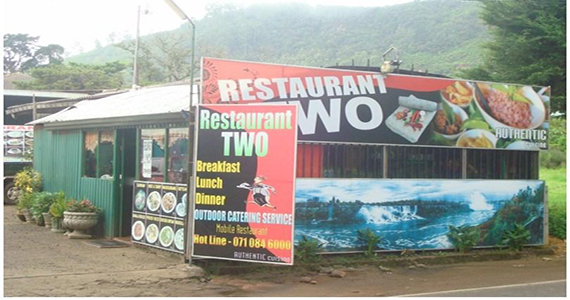 RESTAURANT
TWO
AUTHENTIC
Restaurant
TWO
Breakfast
Lunch
Dinner
OUTDOOR CATERING SERVICE
Mobile Restaurant
Hot Line - 071 084 6000
AUTHENTIC cuisine